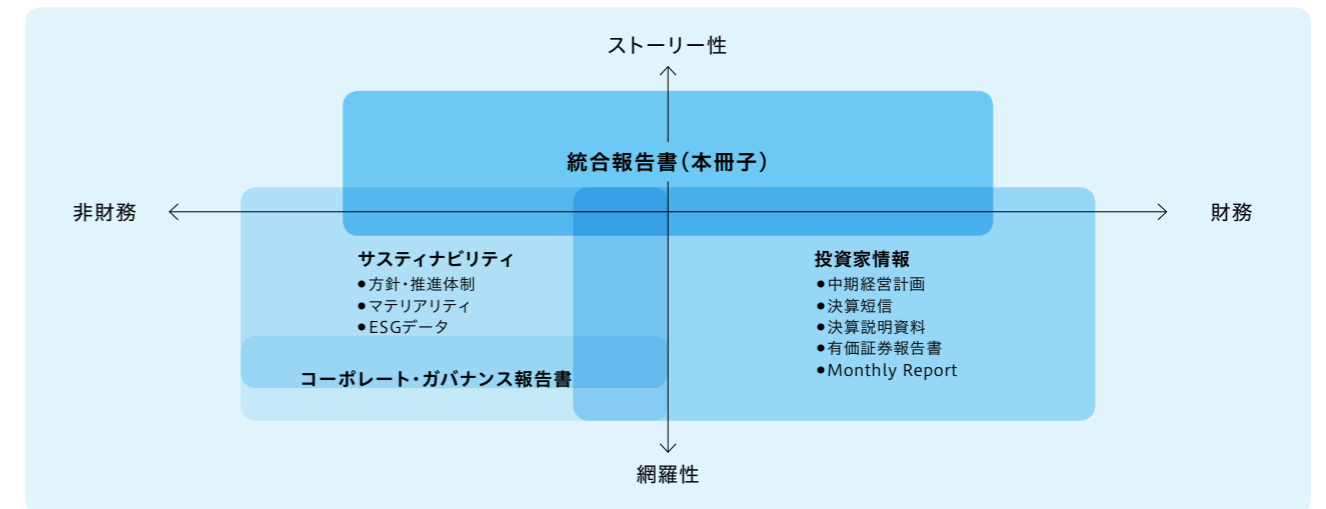 ストーリー性
統合報告書（本冊子）
非財務
財務
サスティナビリティ
●方針・推進体制
●マテリアリティ
●ESGデータ
コーポレート・ガバナンス報告書
投資家情報
●中期経営計画
●決算短信
●決算説明資料
●有価証券報告書
●Monthly Report
網羅性